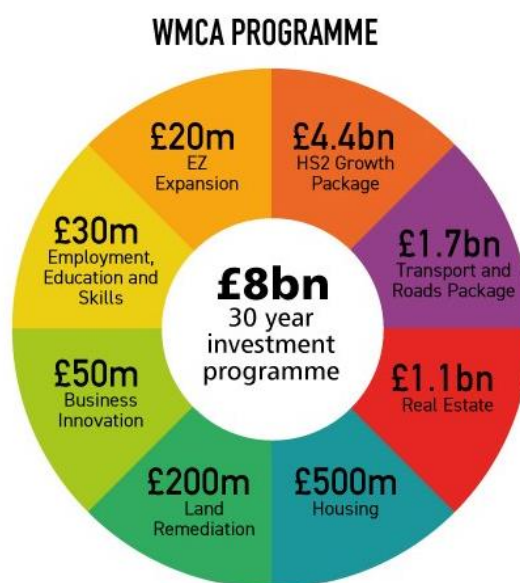 WMCA PROGRAMME
£20m
EZ
Expansion
£4.4bn
HS2 Growth
Package
£30m
Employment,
Education and
Skills
£1.7bn
Transport and
Roads Package
£8bn
30 year
investment
programme
£50m
Business
Innovation
£1.1bn
Real Estate
£200m
Land
Remediation
£500m
Housing